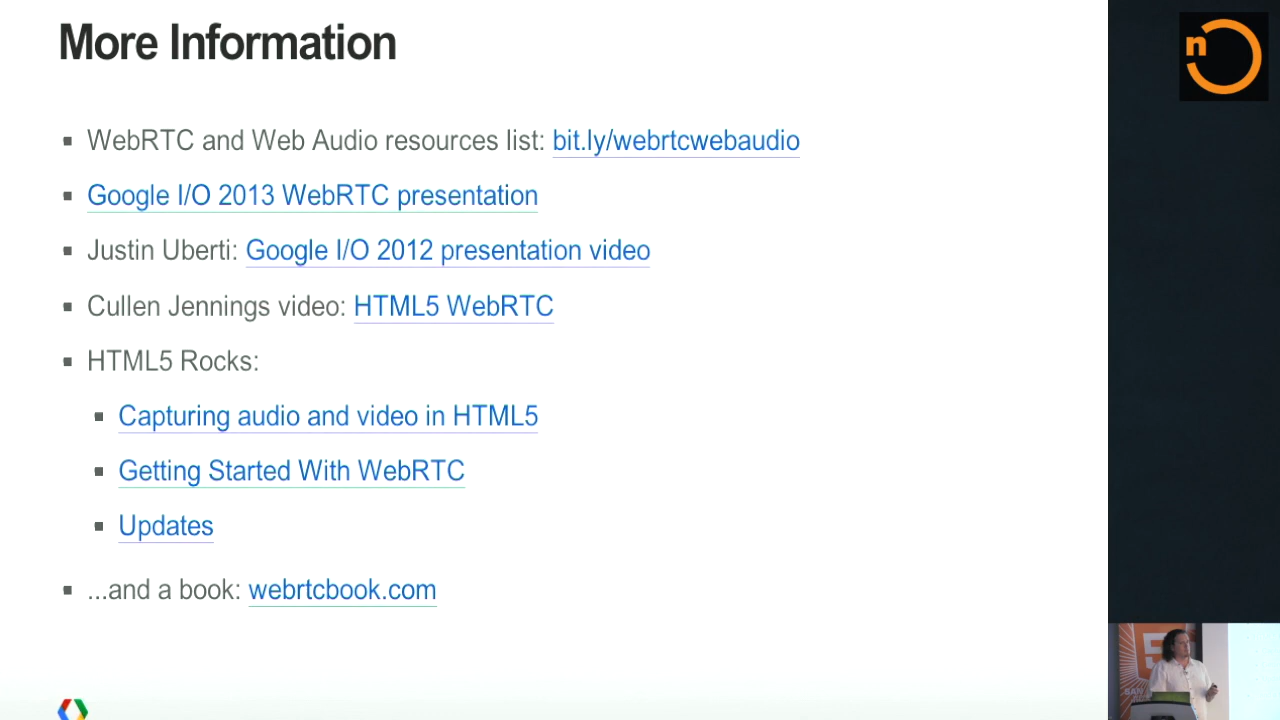 More Information
n
WebRTC and Web Audio resources list: bit.ly/webrtcwebaudio
Google I/O 2013 WebRTC presentation
Justin Uberti: Google I/O 2012 presentation video
Cullen Jennings video: HTML5 WebRTC
HTML5 Rocks:
Capturing audio and video in HTML5
Getting Started With WebRTC
Updates
...and a book: webrtcbook.com
SAN